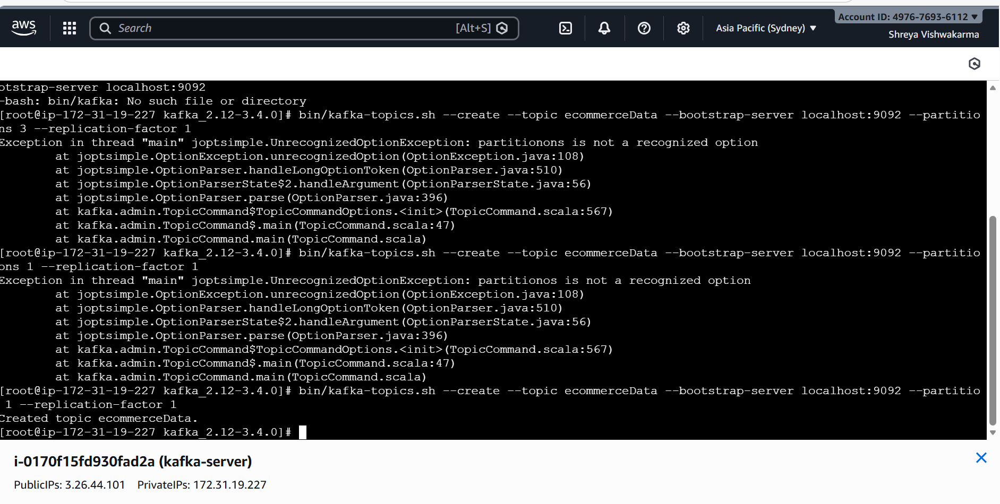 aws
Search [Alt+S]
Asia Pacific (Sydney) ▼
Account ID: 4976-7693-6112 ▼
Shreya Vishwakarma
otstrap-server localhost:9092
-bash: bin/kafka: No such file or directory
[root@ip-172-31-19-227 kafka_2.12-3.4.0]# bin/kafka-topics.sh --create --topic ecommerceData --bootstrap-server localhost:9092 --partitio
ns 3 --replication-factor 1
Exception in thread "main" joptsimple.UnrecognizedOptionException: partitionons is not a recognized option
at joptsimple.OptionException.unrecognizedOption(OptionException.java:108)
at joptsimple.OptionParser.handleLongOptionToken(OptionParser.java:510)
at joptsimple.OptionParserState$2.handleArgument(OptionParserState.java:56)
at joptsimple.OptionParser.parse(OptionParser.java:396)
at kafka.admin.TopicCommand$TopicCommandOptions.<init>(TopicCommand.scala:567)
at kafka.admin.TopicCommand$.main(TopicCommand.scala:47)
at kafka.admin.TopicCommand.main(TopicCommand.scala)
[root@ip-172-31-19-227 kafka_2.12-3.4.0]# bin/kafka-topics.sh --create --topic ecommerceData --bootstrap-server localhost:9092 --partitio
ons 1 --replication-factor 1
Exception in thread "main" joptsimple.UnrecognizedOptionException: partitionos is not a recognized option
at joptsimple.OptionException.unrecognizedOption(OptionException.java:108)
at joptsimple.OptionParser.handleLongOptionToken(OptionParser.java:510)
at joptsimple.OptionParserState$2.handleArgument(OptionParserState.java:56)
at joptsimple.OptionParser.parse(OptionParser.java:396)
at kafka.admin.TopicCommand$TopicCommandOptions.<init>(TopicCommand.scala:567)
at kafka.admin.TopicCommand$.main(TopicCommand.scala:47)
at kafka.admin.TopicCommand.main(TopicCommand.scala)
[root@ip-172-31-19-227 kafka_2.12-3.4.0]# bin/kafka-topics.sh --create --topic ecommerceData --bootstrap-server localhost:9092 --partitio
1 --replication-factor 1
Created topic ecommerceData.
[root@ip-172-31-19-227 kafka_2.12-3.4.0]#
i-0170f15fd930fad2a (kafka-server)
PublicIPs: 3.26.44.101 PrivateIPs: 172.31.19.227